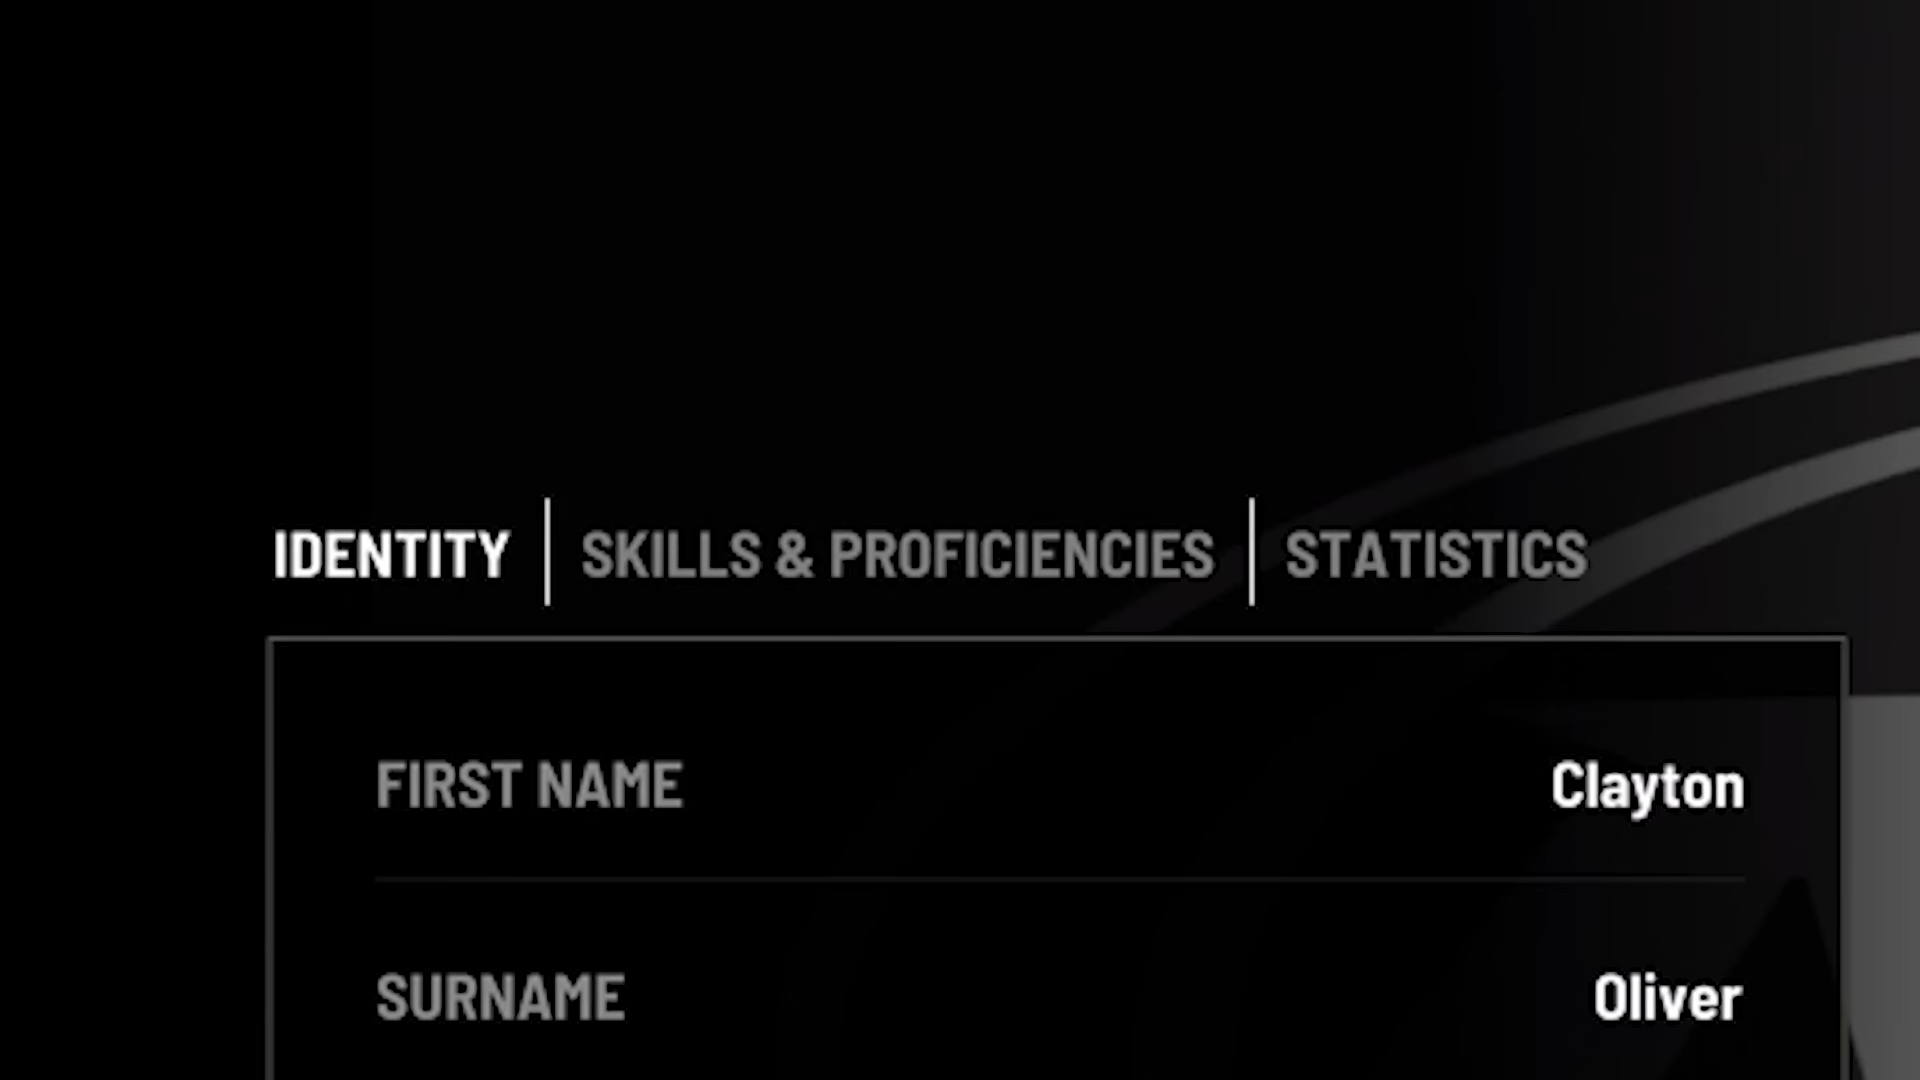 IDENTITY | SKILLS & PROFICIENCIES | STATISTICS
FIRST NAME Clayton
SURNAME Oliver